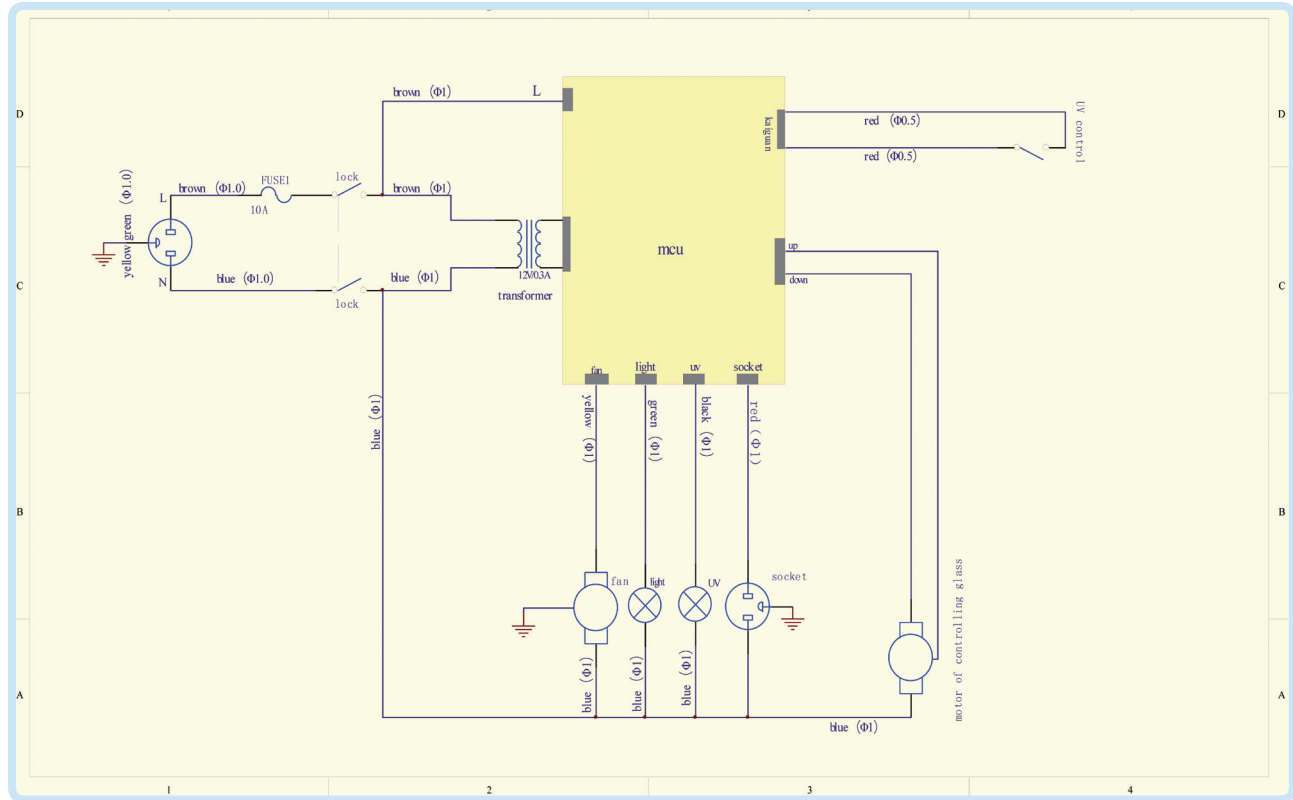 brown (Φ1)
L
D
D
kaiguan
red (Φ0.5)
red (Φ0.5)
UV control
yellow green (Φ1.0)
L
brown (Φ1.0)
FUSE1
10A
lock
brown (Φ1)
mcu
up
down
N
blue (Φ1.0)
lock
blue (Φ1)
12V/0.3A
transformer
C
C
fan
light
uv
socket
blue (Φ1)
yellow (Φ1)
green (Φ1)
black (Φ1)
red (Φ1)
B
B
fan
light
UV
socket
motor of controlling glass
A
A
blue (Φ1)
blue (Φ1)
blue (Φ1)
blue (Φ1)
1
2
3
4